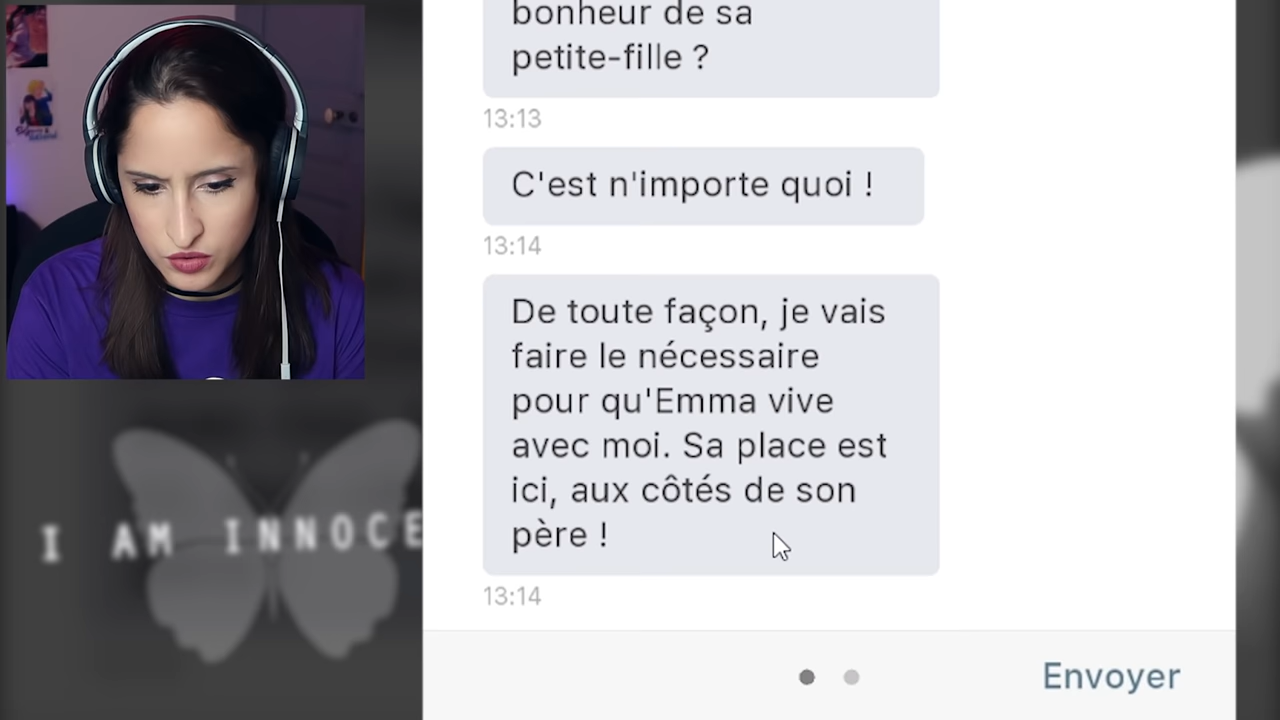 bonheur de sa
petite-fille ?
13:13
C'est n'importe quoi !
13:14
De toute façon, je vais
faire le nécessaire
pour qu'Emma vive
avec moi. Sa place est
ici, aux côtés de son
père !
13:14
Envoyer
I AM INNOCE